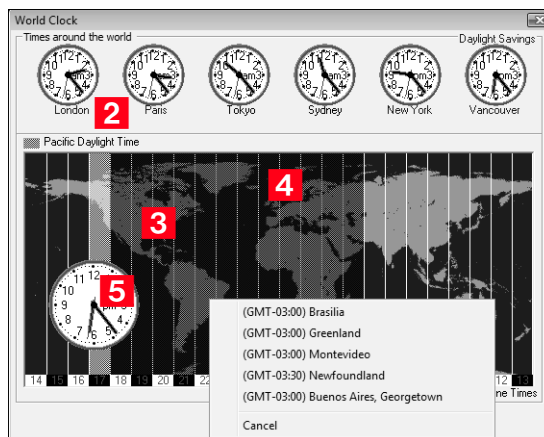 World Clock
Times around the world
Daylight Savings
London
Paris
Tokyo
Sydney
New York
Vancouver
2
Pacific Daylight Time
4
3
5
(GMT-03:00) Brasilia
(GMT-03:00) Greenland
(GMT-03:00) Montevideo
(GMT-03:30) Newfoundland
(GMT-03:00) Buenos Aires, Georgetown
Cancel
14 15 16 17 18 19 20 21 12 13
Times